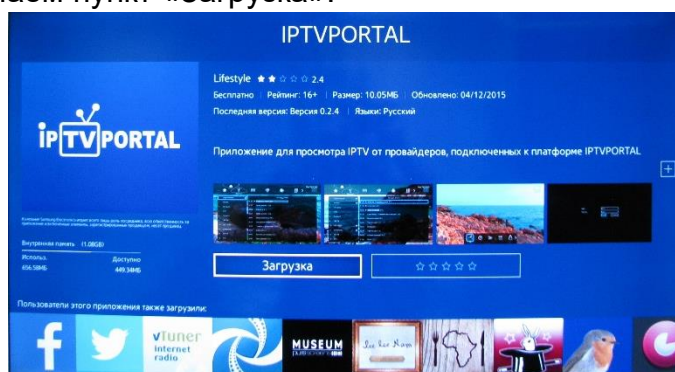 IPTVPORTAL
Lifestyle ★★☆☆☆ 2.4
Бесплатно | Рейтинг: 16+ | Размер: 10.05МБ | Обновлено: 04/12/2015
Последняя версия: Версия 0.2.4 | Языки: Русский
ipTVPORTAL
Приложение для просмотра IPTV от провайдеров, подключенных к платформе IPTVPORTAL
Внутренняя память (1.08GB)
Использ. Доступно
656.58МБ 449.34МБ
Загрузка
☆☆☆☆☆
Пользователи этого приложения также загрузили:
f
vTuner
internet
radio
MUSEUM